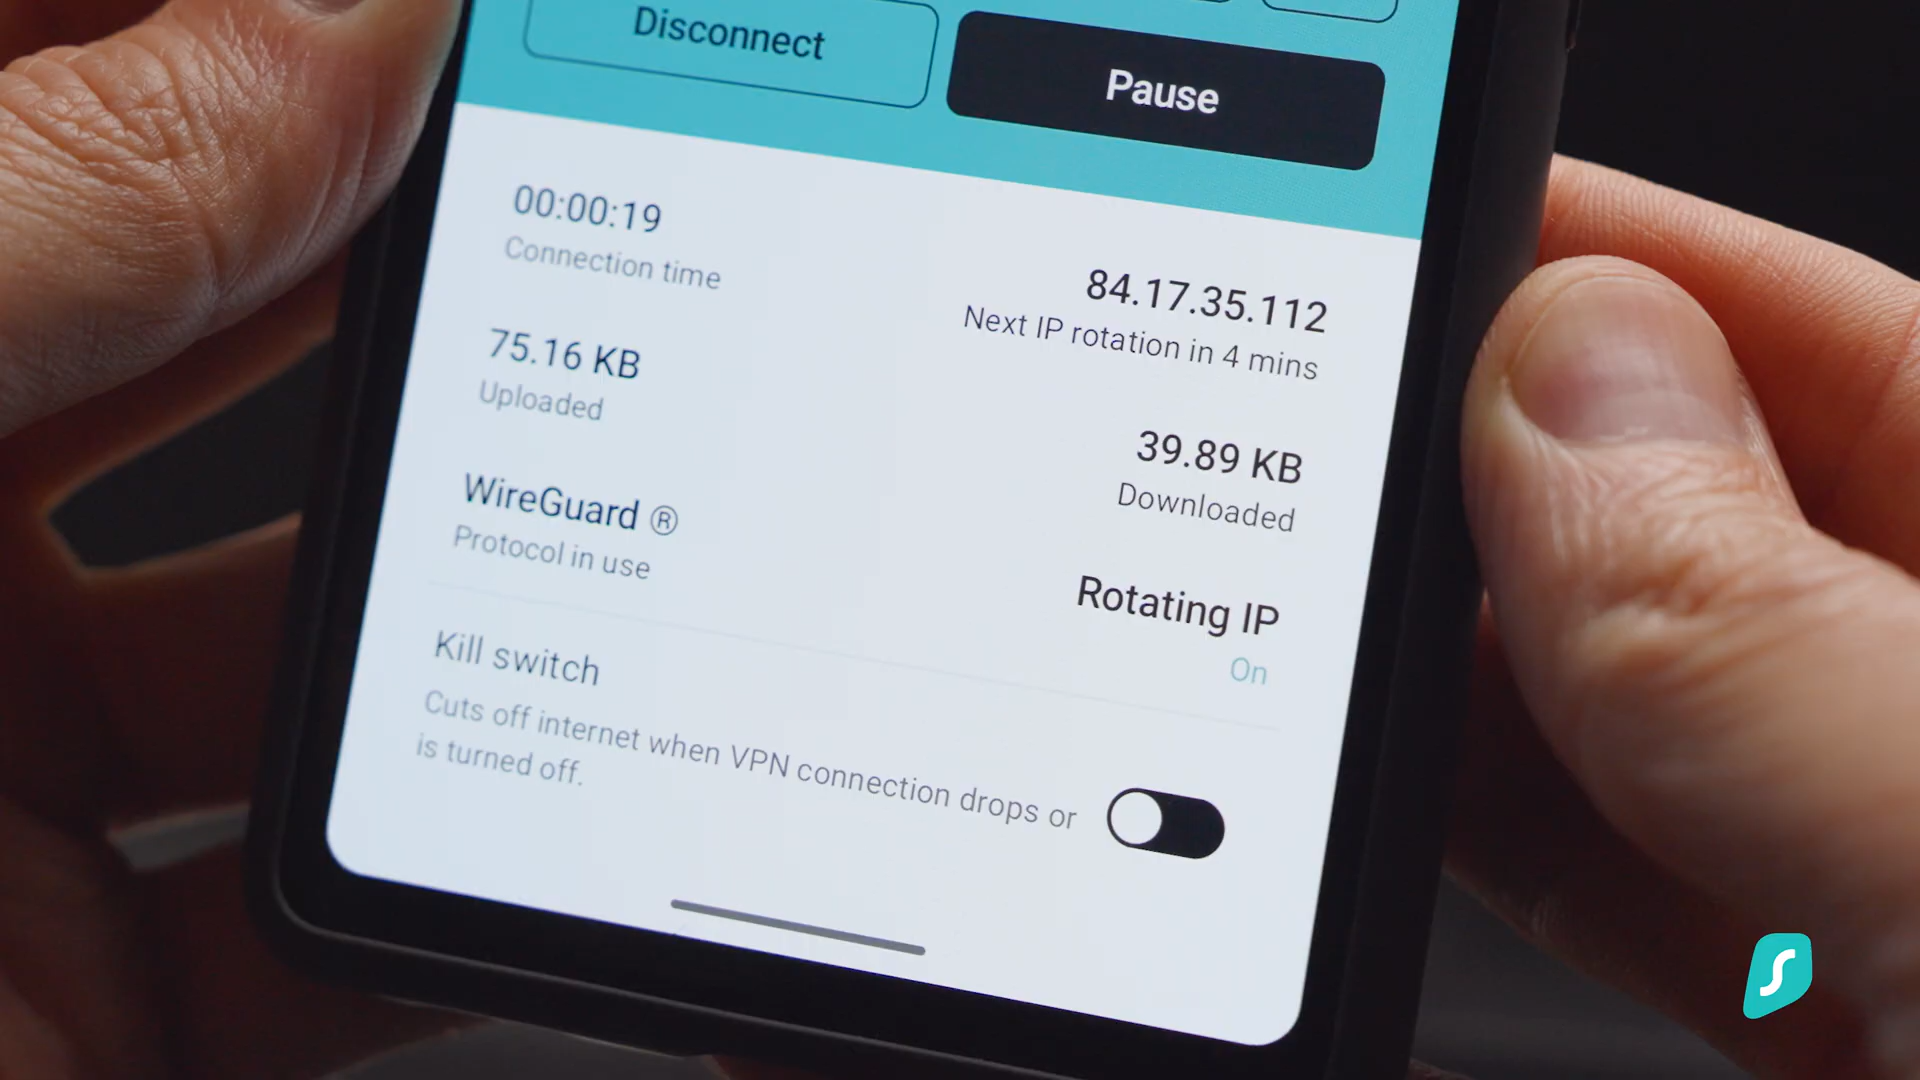 Disconnect
Pause
00:00:19
Connection time
84.17.35.112
Next IP rotation in 4 mins
75.16 KB
Uploaded
39.89 KB
Downloaded
WireGuard ®
Protocol in use
Rotating IP
On
Kill switch
Cuts off internet when VPN connection drops or
is turned off.